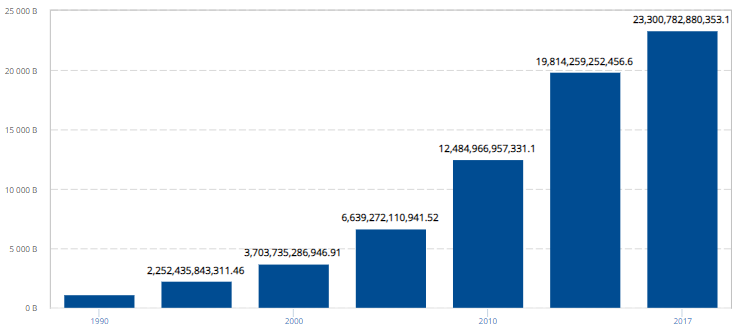 25 000 B
23,300,782,880,353.1
20 000 B
19,814,259,252,456.6
15 000 B
12,484,966,957,331.1
10 000 B
6,639,272,110,941.52
5 000 B
3,703,735,286,946.91
2,252,435,843,311.46
0 B
1990 2000 2010 2017